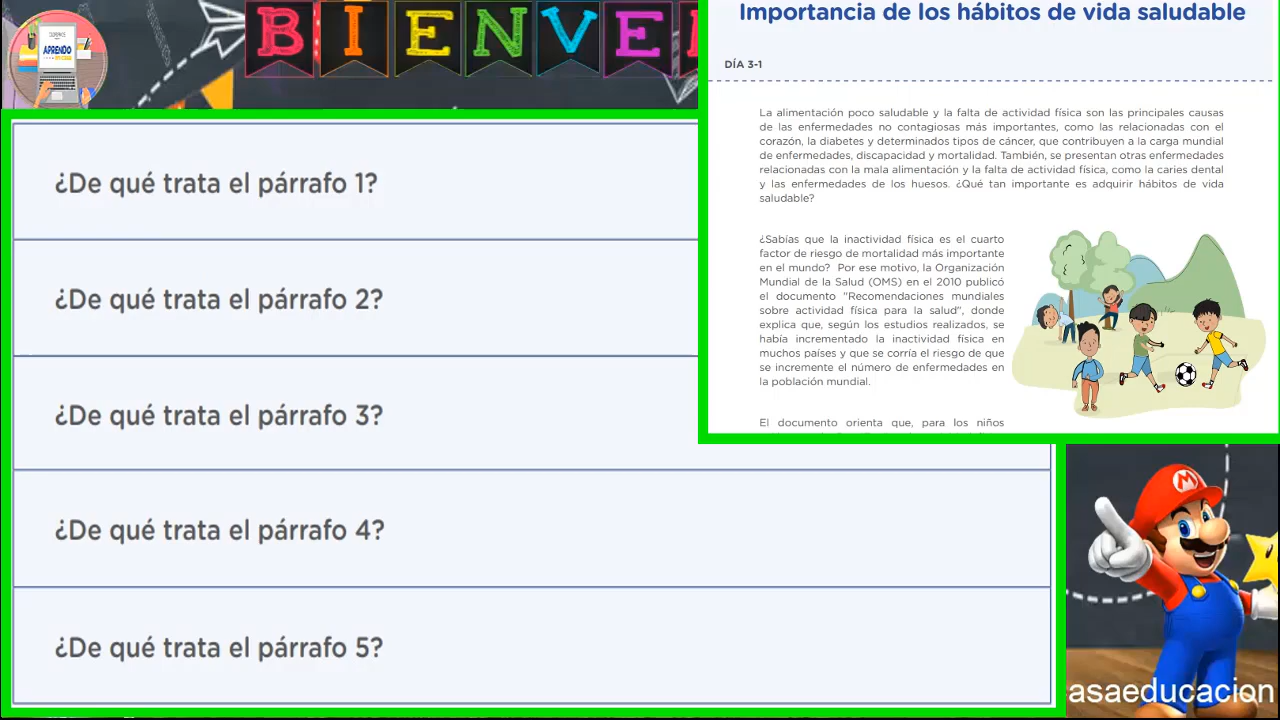 BIENVE
APRENDO
Importancia de los hábitos de vida saludable
DÍA 3-1
La alimentación poco saludable y la falta de actividad física son las principales causas
de las enfermedades no contagiosas más importantes, como las relacionadas con el
corazón, la diabetes y determinados tipos de cáncer, que contribuyen a la carga mundial
de enfermedades, discapacidad y mortalidad. También, se presentan otras enfermedades
relacionadas con la mala alimentación y la falta de actividad física, como la caries dental
y las enfermedades de los huesos. ¿Qué tan importante es adquirir hábitos de vida
saludable?
¿Sabías que la inactividad física es el cuarto
factor de riesgo de mortalidad más importante
en el mundo? Por ese motivo, la Organización
Mundial de la Salud (OMS) en el 2010 publicó
el documento "Recomendaciones mundiales
sobre actividad física para la salud", donde
explica que, según los estudios realizados, se
había incrementado la inactividad física en
muchos países y que se corría el riesgo de que
se incremente el número de enfermedades en
la población mundial.
El documento orienta que, para los niños
¿De qué trata el párrafo 1?
¿De qué trata el párrafo 2?
¿De qué trata el párrafo 3?
¿De qué trata el párrafo 4?
¿De qué trata el párrafo 5?
M
asaeducacion